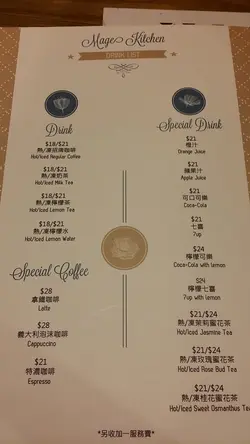 Mage Kitchen
DRINK LIST
Drink
$18/$21
熱/凍招牌咖啡
Hot/Iced Regular Coffee
$18/$21
熱/凍奶茶
Hot/Iced Milk Tea
$18/$21
熱/凍檸檬茶
Hot/Iced Lemon Tea
$18/$21
熱/凍檸檬水
Hot/Iced Lemon Water
Special Coffee
$28
拿鐵咖啡
Latte
$28
義大利泡沫咖啡
Cappuccino
$21
特濃咖啡
Espresso
Special Drink
$21
橙汁
Orange Juice
$21
蘋果汁
Apple Juice
$21
可口可樂
Coca-Cola
$21
七喜
7up
$24
檸檬可樂
Coca-Cola with lemon
$24
檸檬七喜
7up with lemon
$21/$24
熱/凍茉莉蜜花茶
Hot/Iced Jasmine Tea
$21/$24
熱/凍玫瑰蜜花茶
Hot/Iced Rose Bud Tea
$21/$24
熱/凍桂花蜜花茶
Hot/Iced Sweet Osmanthus Tea
*另收加一服務費*